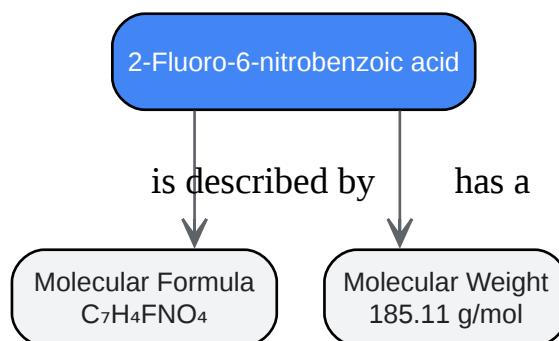 2-Fluoro-6-nitrobenzoic acid
is described by
has a
Molecular Formula
C₇H₄FNO₄
Molecular Weight
185.11 g/mol